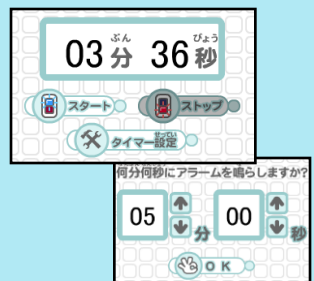 ぶん びょう
03分 36秒
スタート ストップ
せってい
タイマー設定
何分何秒にアラームを鳴らしますか?
05 分 00 秒
OK